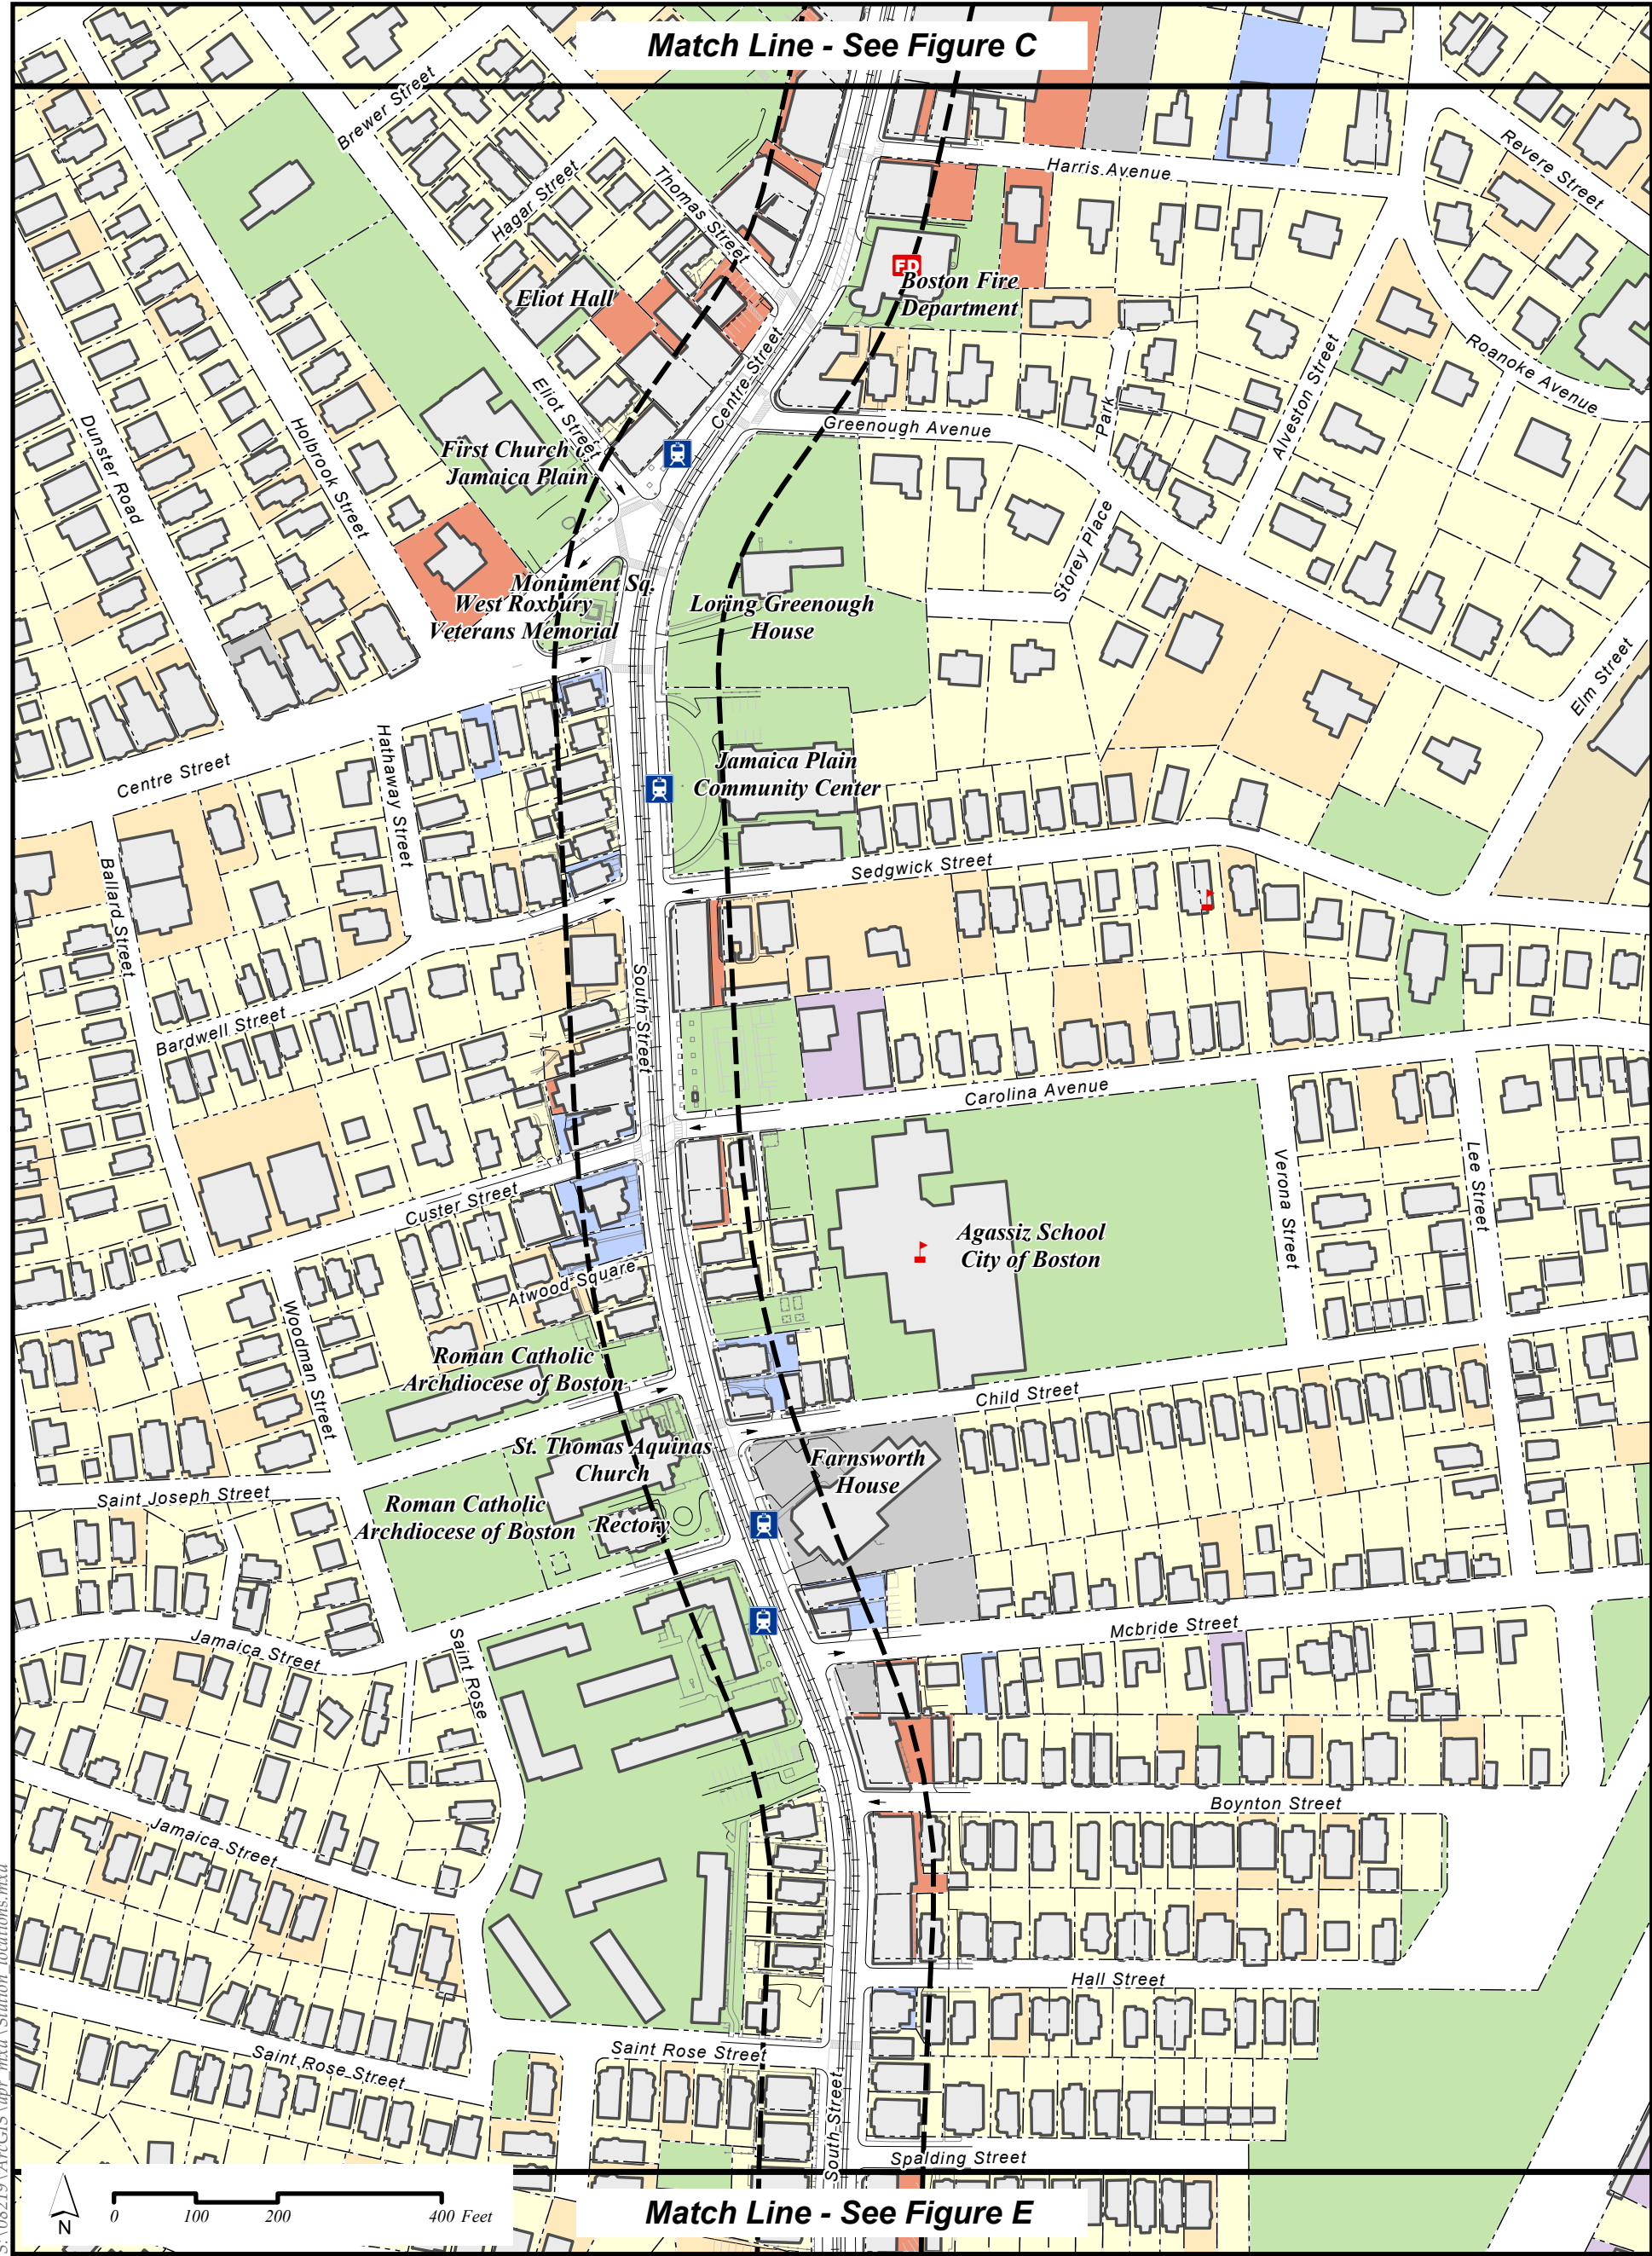 Match Line - See Figure C
Brewer Street
Revere Street
Harris Avenue
Hagar Street
Thomas Street
FD
Boston Fire
Department
Eliot Hall
Roanoke Avenue
Centre Street
Alveston Street
Eliot Street
Park
Greenough Avenue
Dunster Road
Holbrook Street
First Church
Jamaica Plain
Storey Place
Monument Sq.
West Roxbury
Veterans Memorial
Loring Greenough
House
Elm Street
Hathaway Street
Centre Street
Jamaica Plain
Community Center
Sedgwick Street
Ballard Street
South Street
Bardwell Street
Carolina Avenue
Verona Street
Lee Street
Custer Street
Agassiz School
City of Boston
Atwood Square
Woodman Street
Roman Catholic
Archdiocese of Boston
Child Street
St. Thomas Aquinas
Church
Farnsworth
House
Saint Joseph Street
Roman Catholic
Archdiocese of Boston
Rectory
Mcbride Street
Jamaica Street
Saint Rose
Boynton Street
Jamaica Street
Hall Street
Saint Rose Street
Saint Rose Street
South Street
Spalding Street
Match Line - See Figure E
N
0 100 200 400 Feet